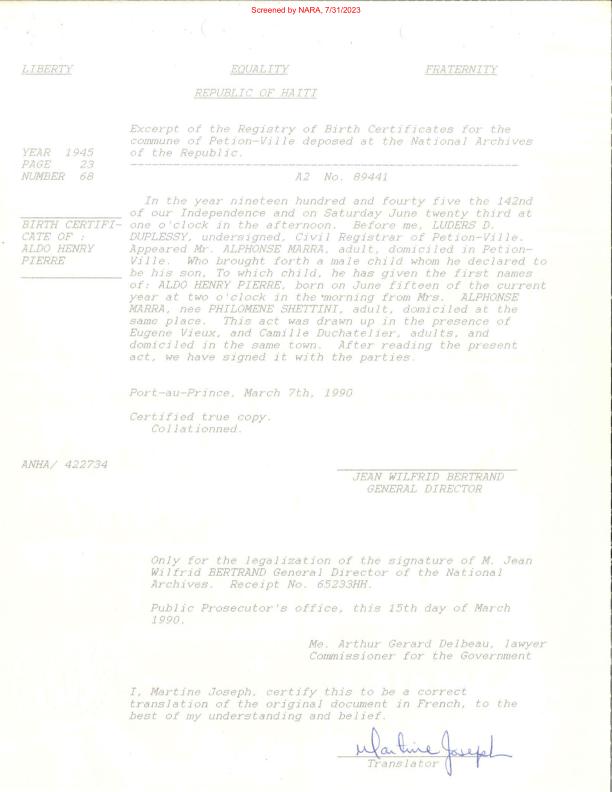 Screened by NARA, 7/31/2023
LIBERTY EQUALITY FRATERNITY
REPUBLIC OF HAITI
YEAR 1945
PAGE 23
NUMBER 68
Excerpt of the Registry of Birth Certificates for the
commune of Petion-Ville deposed at the National Archives
of the Republic.
A2 No. 89441
BIRTH CERTIFI-
CATE OF :
ALDO HENRY
PIERRE
In the year nineteen hundred and fourty five the 142nd
of our Independence and on Saturday June twenty third at
one o'clock in the afternoon. Before me, LUDERS D.
DUPLESSY, undersigned, Civil Registrar of Petion-Ville.
Appeared Mr. ALPHONSE MARRA, adult, domiciled in Petion-
Ville. Who brought forth a male child whom he declared to
be his son, To which child, he has given the first names
of: ALDO HENRY PIERRE, born on June fifteen of the current
year at two o'clock in the morning from Mrs. ALPHONSE
MARRA, nee PHILOMENE SHETTINI, adult, domiciled at the
same place. This act was drawn up in the presence of
Eugene Vieux, and Camille Duchatelier, adults, and
domiciled in the same town. After reading the present
act, we have signed it with the parties.
Port-au-Prince, March 7th, 1990
Certified true copy.
Collationned.
ANHA/ 422734
JEAN WILFRID BERTRAND
GENERAL DIRECTOR
Only for the legalization of the signature of M. Jean
Wilfrid BERTRAND General Director of the National
Archives. Receipt No. 65233HH.
Public Prosecutor's office, this 15th day of March
1990.
Me. Arthur Gerard Delbeau, lawyer
Commissioner for the Government
I, Martine Joseph, certify this to be a correct
translation of the original document in French, to the
best of my understanding and belief.
Martine Joseph
Translator